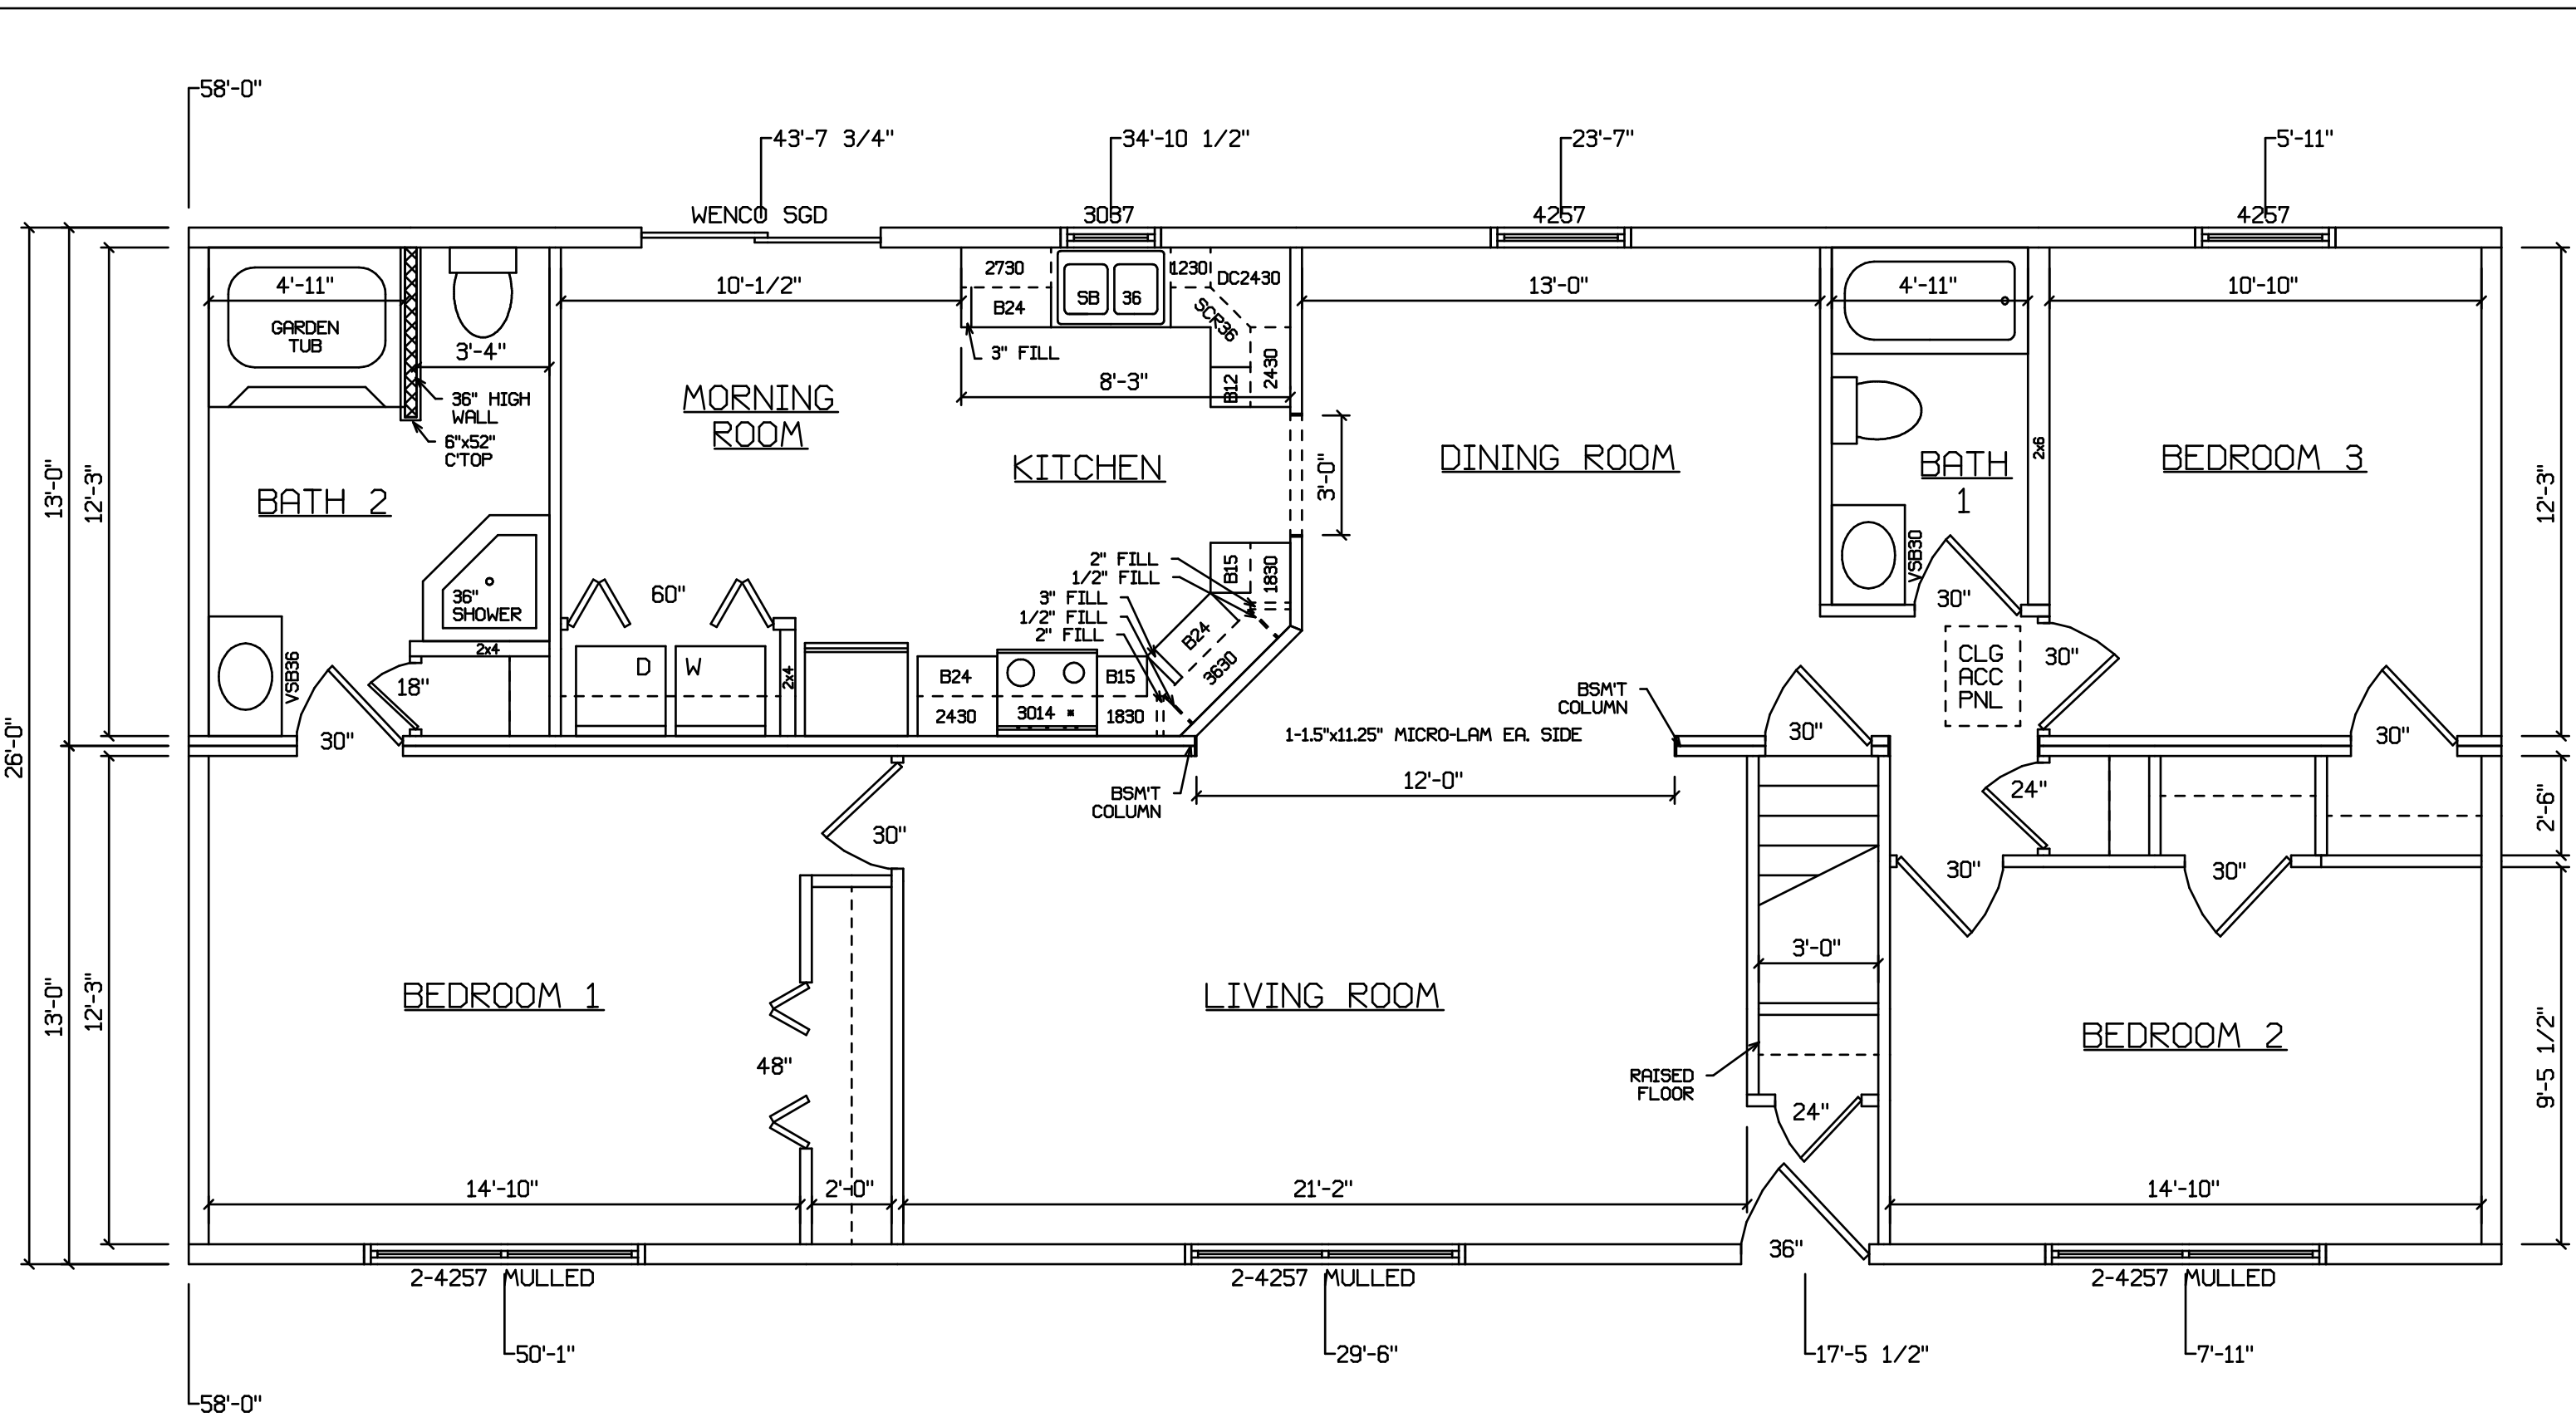 58'-0"
43'-7 3/4"
34'-10 1/2"
23'-7"
5'-11"
WENCO SGD
3037
4257
4257
4'-11"
GARDEN
TUB
3'-4"
36" HIGH
WALL
6"x52"
C'TOP
10'-1/2"
2730
B24
SB 36
1230
DC2430
SCR36
2430
B12
3" FILL
8'-3"
13'-0"
4'-11"
10'-10"
MORNING
ROOM
KITCHEN
DINING ROOM
BATH
1
2x6
BEDROOM 3
BATH 2
13'-0"
12'-3"
26'-0"
3'-0"
12'-3"
36"
SHOWER
2x4
VSB36
18"
30"
60"
D
W
2x4
B24
2430
3014 *
B15
1830
2" FILL
1/2" FILL
3" FILL
1/2" FILL
2" FILL
B15
1830
B24
3630
VSB30
30"
CLG
ACC
PNL
30"
BSM'T
COLUMN
1-1.5"x11.25" MICRO-LAM EA. SIDE
30"
30"
BSM'T
COLUMN
12'-0"
30"
24"
2'-6"
30"
30"
13'-0"
12'-3"
BEDROOM 1
48"
LIVING ROOM
3'-0"
RAISED
FLOOR
24"
BEDROOM 2
9'-5 1/2"
14'-10"
2'-0"
21'-2"
14'-10"
36"
2-4257 MULLED
2-4257 MULLED
2-4257 MULLED
50'-1"
29'-6"
17'-5 1/2"
7'-11"
58'-0"